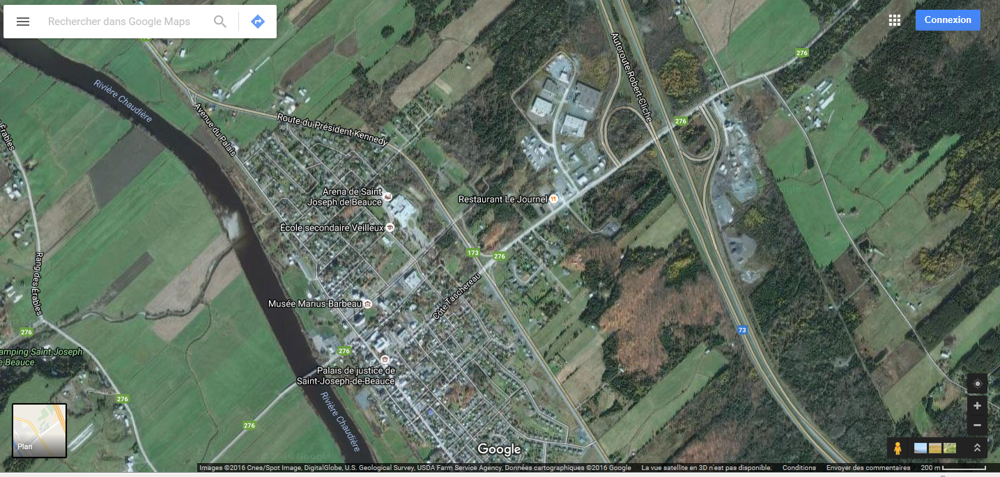 Rechercher dans Google Maps
Connexion
276
Autoroute-Robert-Cliche
Rivière Chaudière
Avenue du Palais
Route du Président Kennedy
276
Érables
Arena de Saint
Joseph de Beauce
Restaurant Le Journel
École secondaire Veilleux
173
276
Rang des Érables
Côte Taschereau
Musée Marius-Barbeau
276
73
276
amping Saint-Joseph
e Beauce
Palais de justice de
Saint-Joseph-de-Beauce
276
Rivière Chaudière
276
Plan
Google
Images ©2016 Cnes/Spot Image, DigitalGlobe, U.S. Geological Survey, USDA Farm Service Agency, Données cartographiques ©2016 Google
La vue satellite en 3D n'est pas disponible.
Conditions
Envoyer des commentaires
200 m